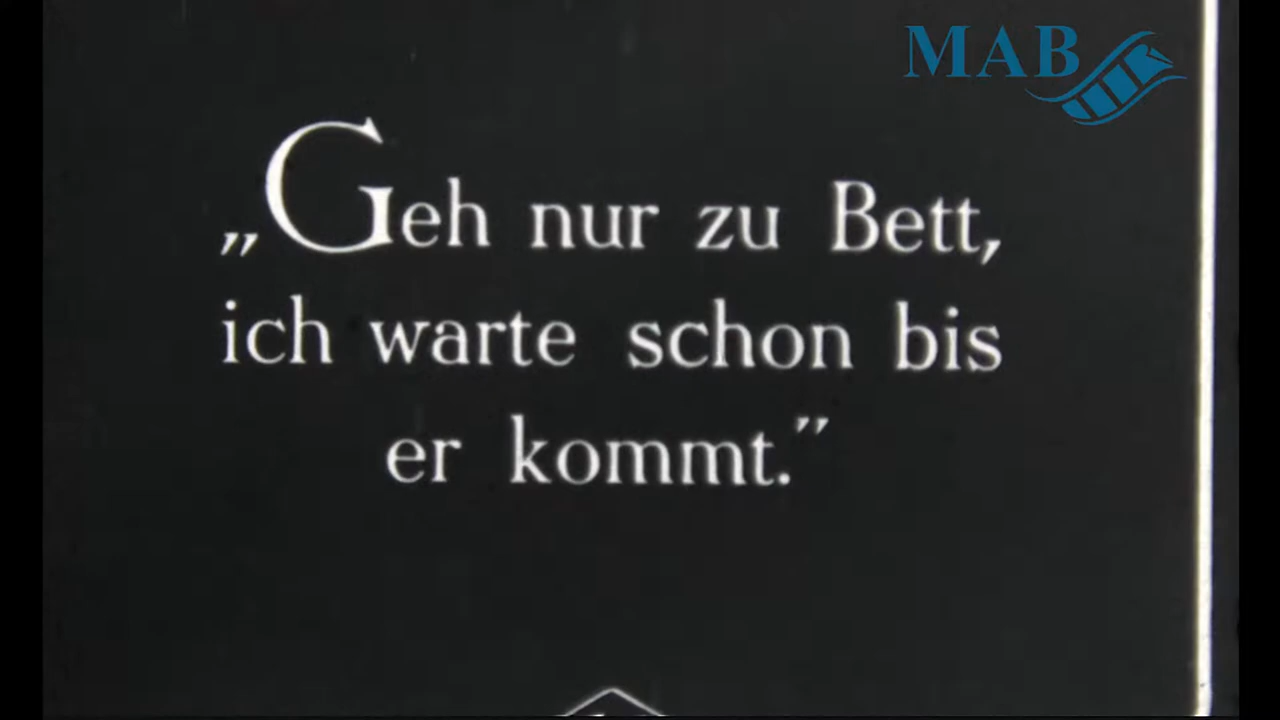 MAB
„Geh nur zu Bett,
ich warte schon bis
er kommt.”